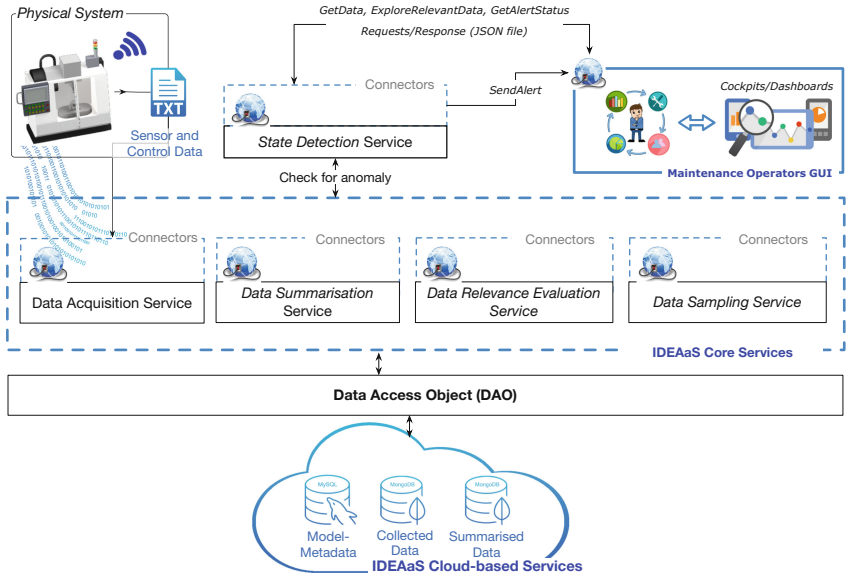 Physical System
TXT
Sensor and
Control Data
GetData, ExploreRelevantData, GetAlertStatus
Requests/Response (JSON file)
Connectors
State Detection Service
SendAlert
Cockpits/Dashboards
Maintenance Operators GUI
Check for anomaly
Connectors
Data Acquisition Service
Connectors
Data Summarisation
Service
Connectors
Data Relevance Evaluation
Service
Connectors
Data Sampling Service
IDEAaS Core Services
Data Access Object (DAO)
MySQL
Model-
Metadata
MongoDB
Collected
Data
MongoDB
Summarised
Data
IDEAaS Cloud-based Services